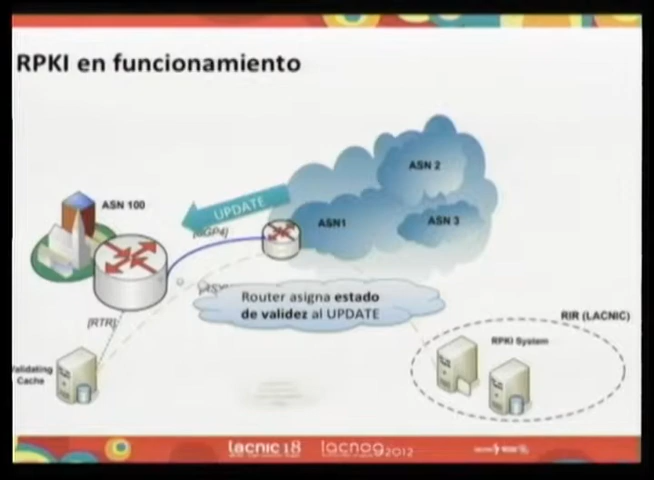 RPKI en funcionamiento
ASN 2
ASN 100
UPDATE
ASN1
ASN 3
Router asigna estado
de validez al UPDATE
[RTR]
RIR (LACNIC)
RPKI System
Validating
Cache
lacnic 18 lacnog2012